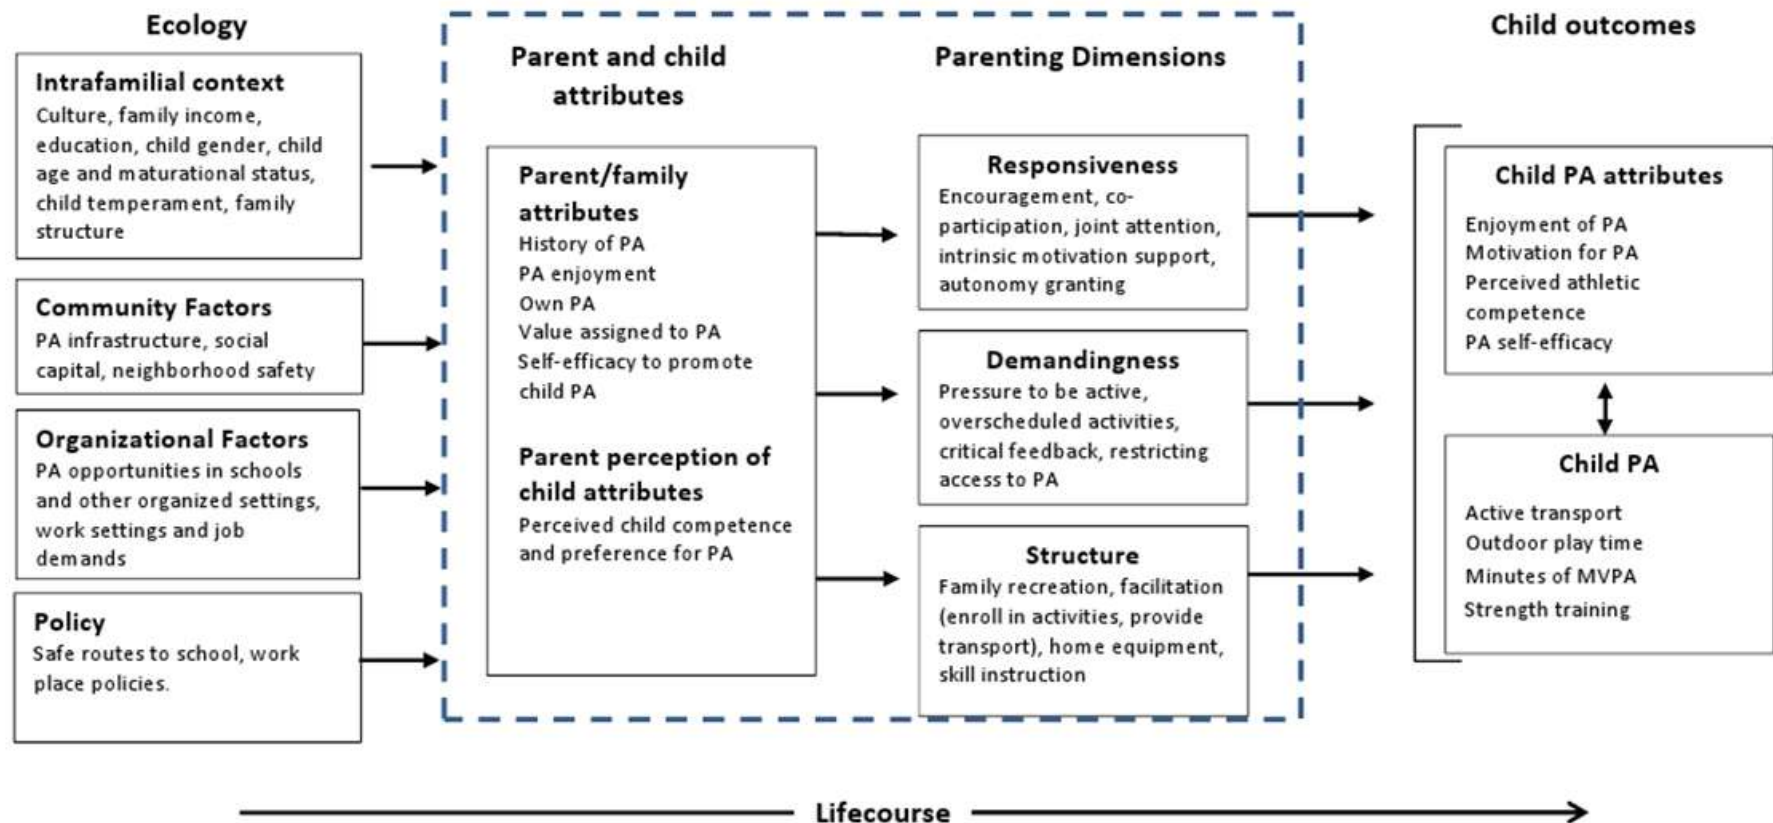 Ecology
Intrafamilial context
Culture, family income,
education, child gender, child
age and maturational status,
child temperament, family
structure
Community Factors
PA infrastructure, social
capital, neighborhood safety
Organizational Factors
PA opportunities in schools
and other organized settings,
work settings and job
demands
Policy
Safe routes to school, work
place policies.
Parent and child
attributes
Parent/family
attributes
History of PA
PA enjoyment
Own PA
Value assigned to PA
Self-efficacy to promote
child PA
Parent perception of
child attributes
Perceived child competence
and preference for PA
Parenting Dimensions
Responsiveness
Encouragement, co-
participation, joint attention,
intrinsic motivation support,
autonomy granting
Demandingness
Pressure to be active,
overscheduled activities,
critical feedback, restricting
access to PA
Structure
Family recreation, facilitation
(enroll in activities, provide
transport), home equipment,
skill instruction
Child outcomes
Child PA attributes
Enjoyment of PA
Motivation for PA
Perceived athletic
competence
PA self-efficacy
Child PA
Active transport
Outdoor play time
Minutes of MVPA
Strength training
Lifecourse